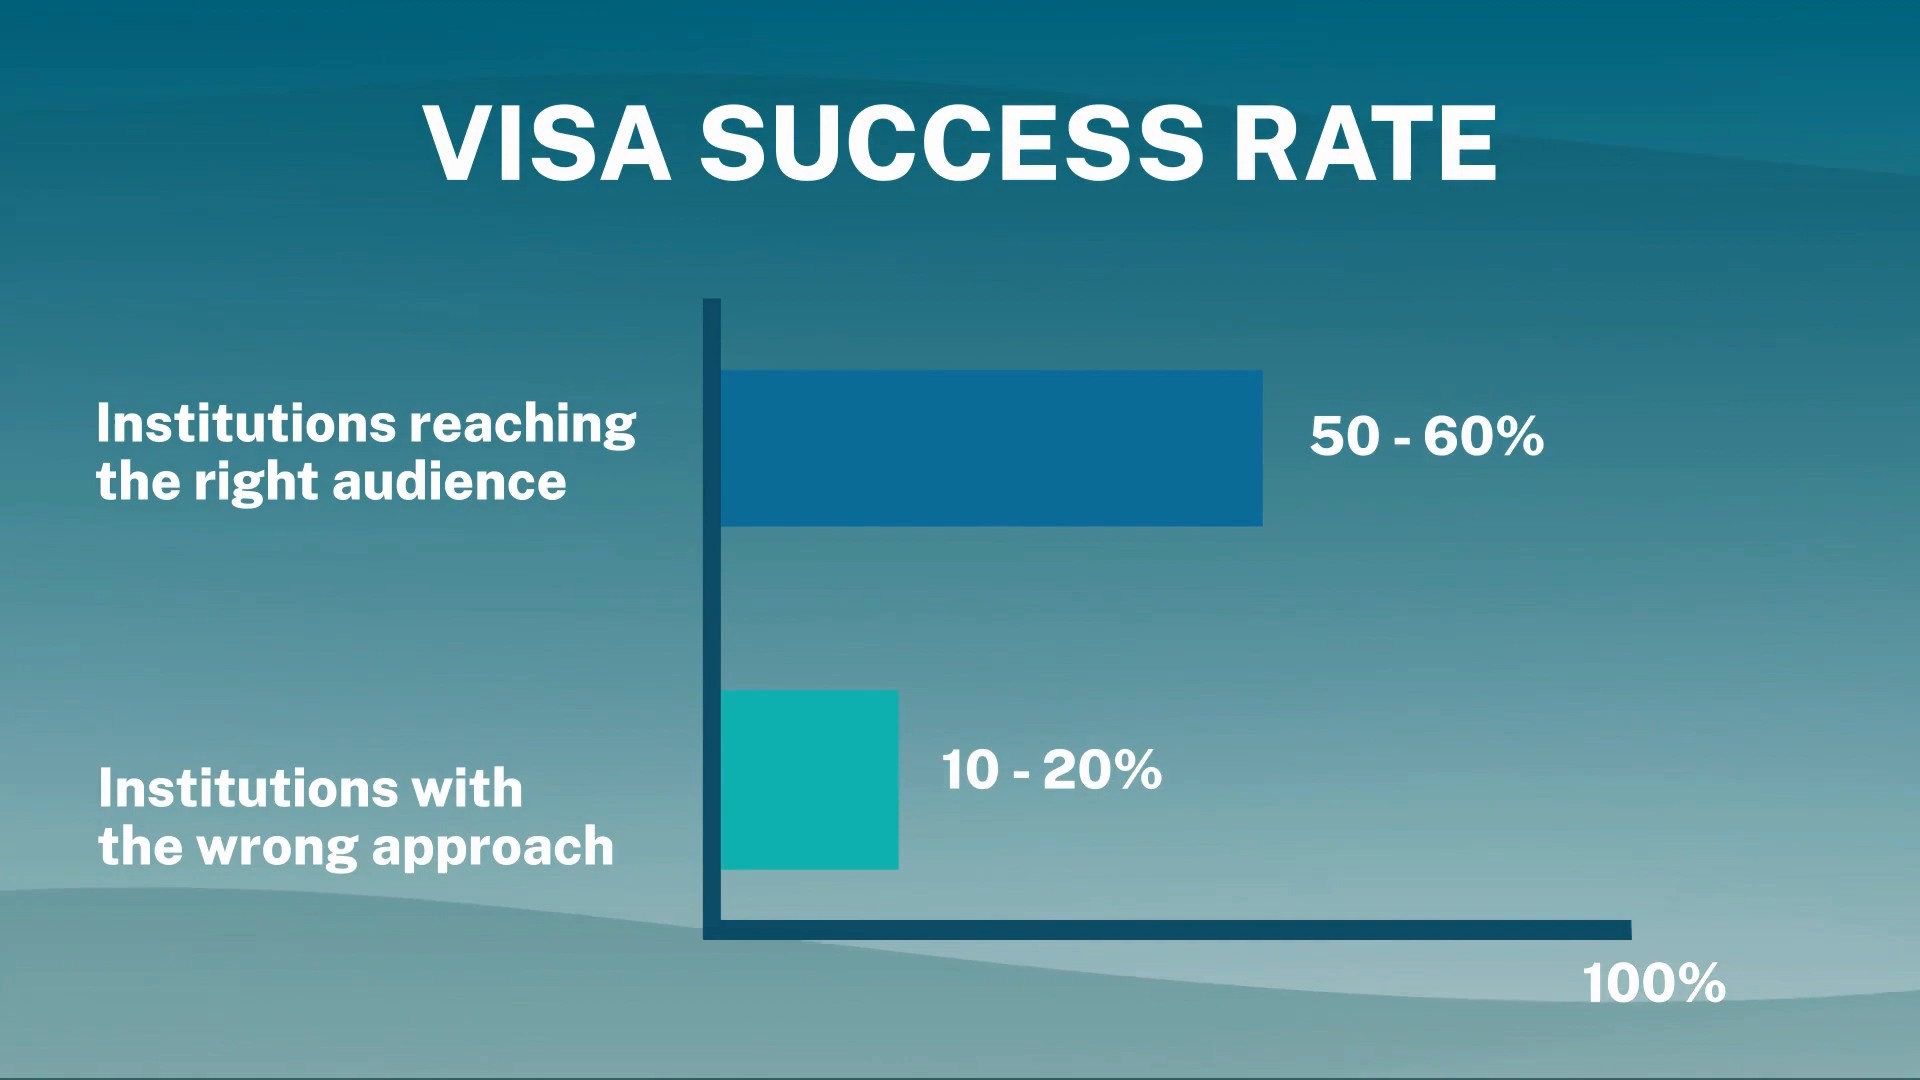 VISA SUCCESS RATE
Institutions reaching
the right audience
50 - 60%
Institutions with
the wrong approach
10 - 20%
100%